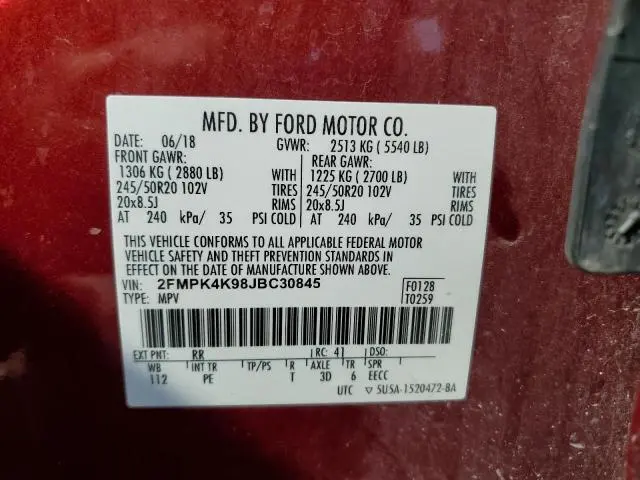 MFD. BY FORD MOTOR CO.
DATE: 06/18 GVWR: 2513 KG ( 5540 LB)
FRONT GAWR: REAR GAWR:
1306 KG ( 2880 LB) WITH 1225 KG ( 2700 LB) WITH
245/50R20 102V TIRES 245/50R20 102V TIRES
20x8.5J RIMS 20x8.5J RIMS
AT 240 kPa/ 35 PSI COLD AT 240 kPa/ 35 PSI COLD
THIS VEHICLE CONFORMS TO ALL APPLICABLE FEDERAL MOTOR
VEHICLE SAFETY AND THEFT PREVENTION STANDARDS IN
EFFECT ON THE DATE OF MANUFACTURE SHOWN ABOVE.
VIN: 2FMPK4K98JBC30845 F0128
TYPE: MPV T0259
EXT PNT: RR RC: 41 DSO:
WB INT TR TP/PS R AXLE TR SPR
112 PE T 3D 6 EECC
UTC ▽ 5USA-1520472-BA